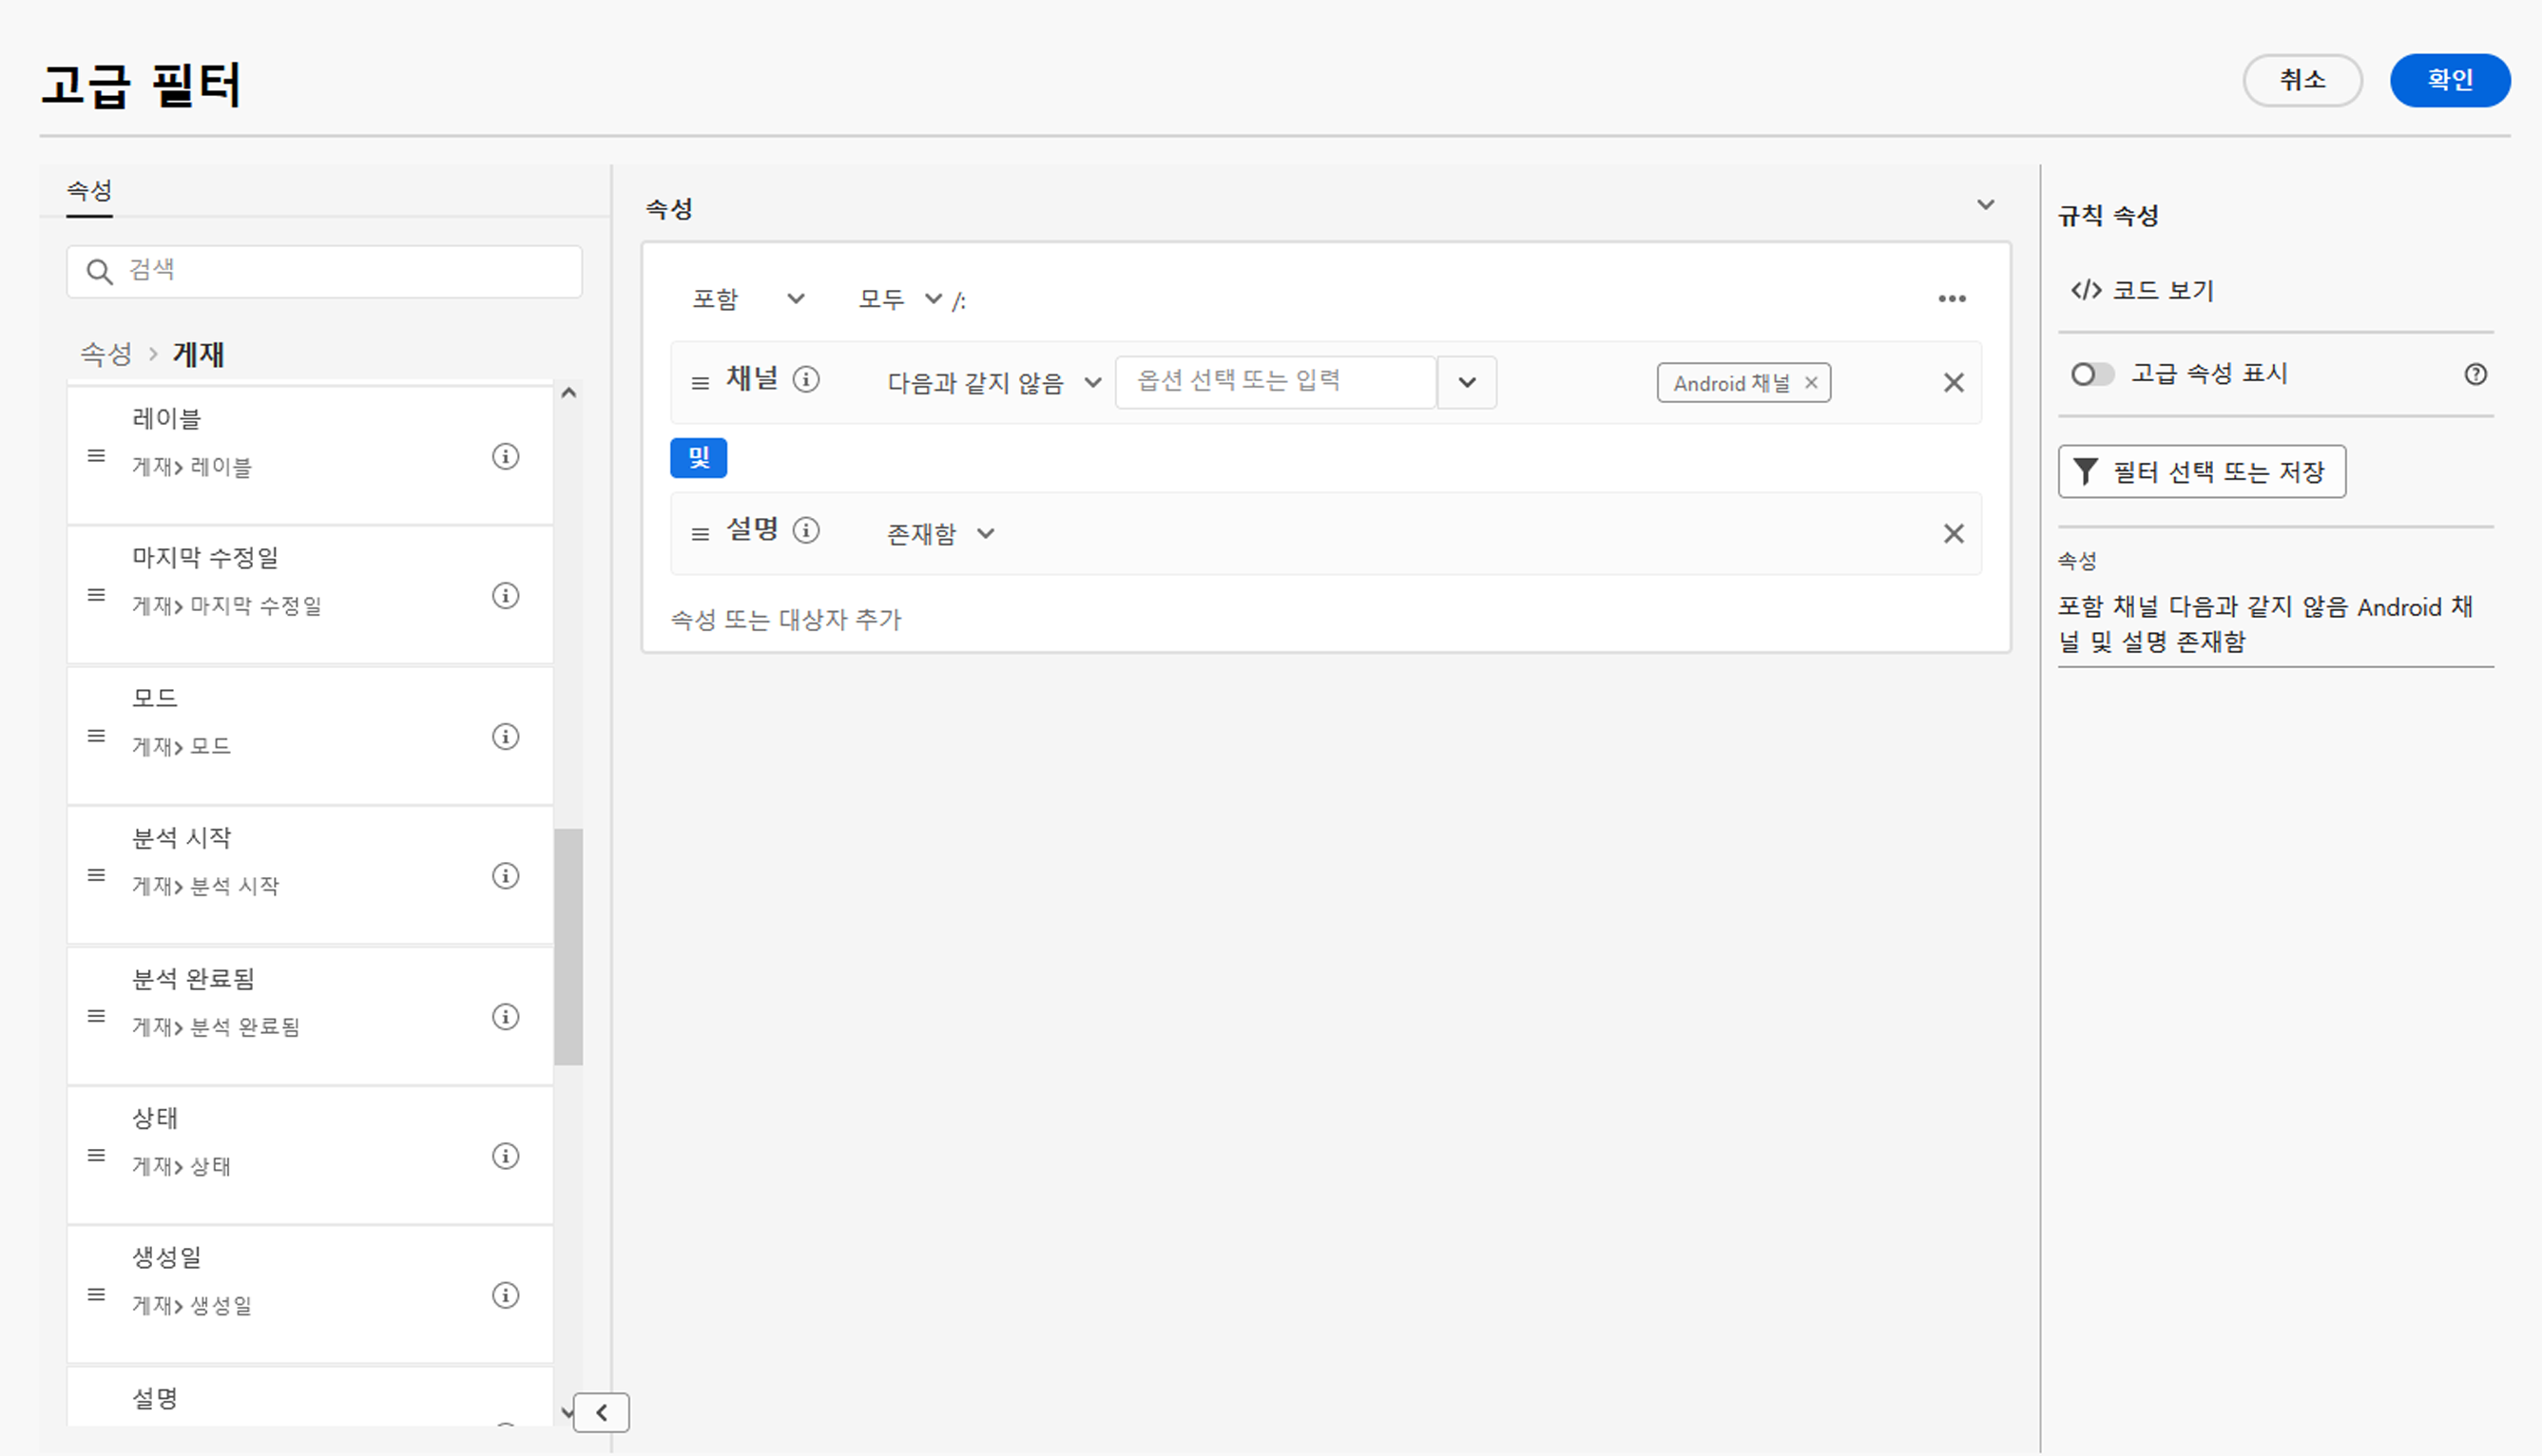 고급 필터
취소
확인
속성
검색
속성 > 게재
레이블
게재> 레이블
마지막 수정일
게재> 마지막 수정일
모드
게재> 모드
분석 시작
게재> 분석 시작
분석 완료됨
게재> 분석 완료됨
상태
게재> 상태
생성일
게재> 생성일
설명
속성
포함 모두 /:
채널 다음과 같지 않음 옵션 선택 또는 입력 Android 채널
및
설명 존재함
속성 또는 대상자 추가
규칙 속성
</> 코드 보기
고급 속성 표시
필터 선택 또는 저장
속성
포함 채널 다음과 같지 않음 Android 채
널 및 설명 존재함